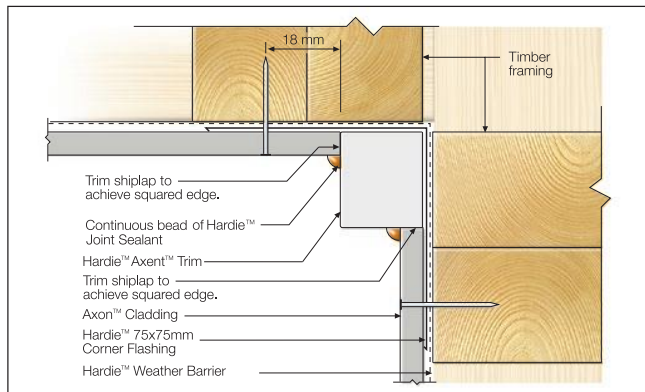 18 mm
Timber
framing
Trim shiplap to
achieve squared edge.
Continuous bead of Hardie™
Joint Sealant
Hardie™ Axent™ Trim
Trim shiplap to
achieve squared edge.
Axon™ Cladding
Hardie™ 75x75mm
Corner Flashing
Hardie™ Weather Barrier